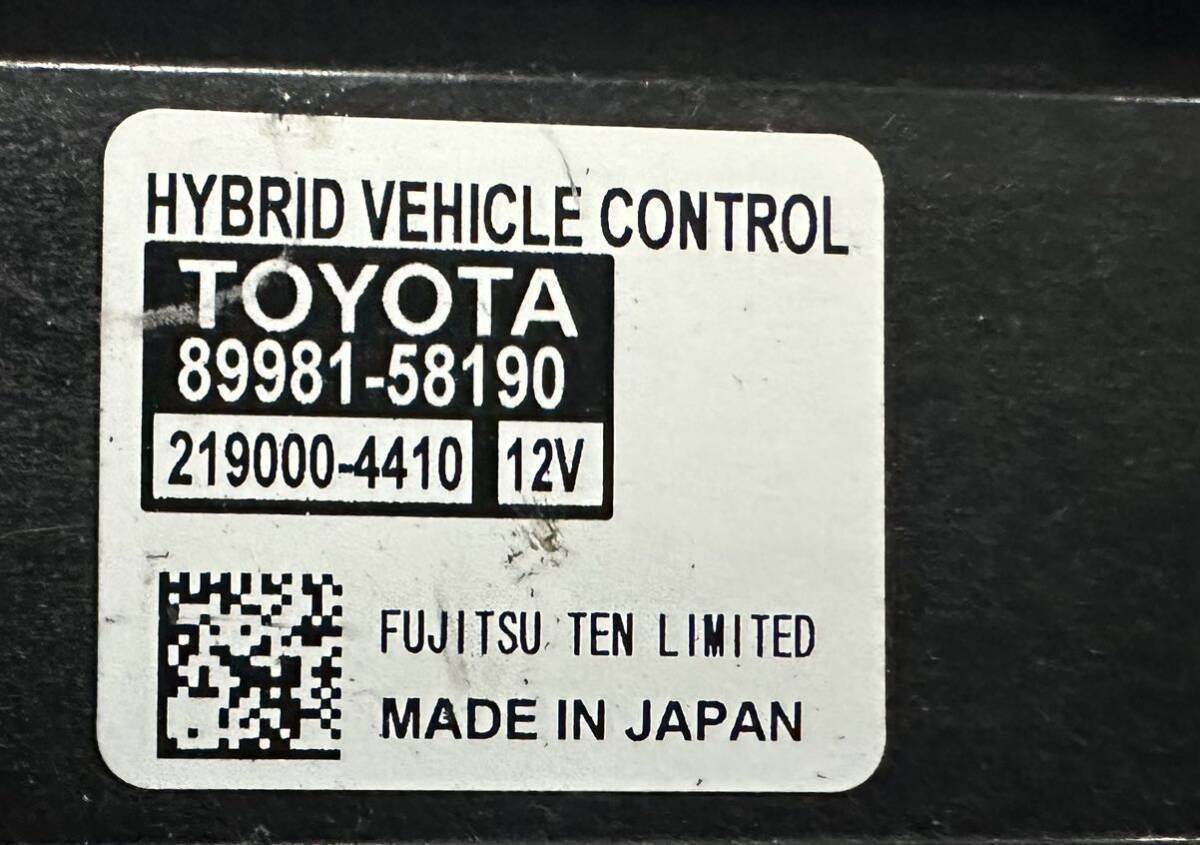 HYBRID VEHICLE CONTROL
TOYOTA
89981-58190
219000-4410 12V
FUJITSU TEN LIMITED
MADE IN JAPAN